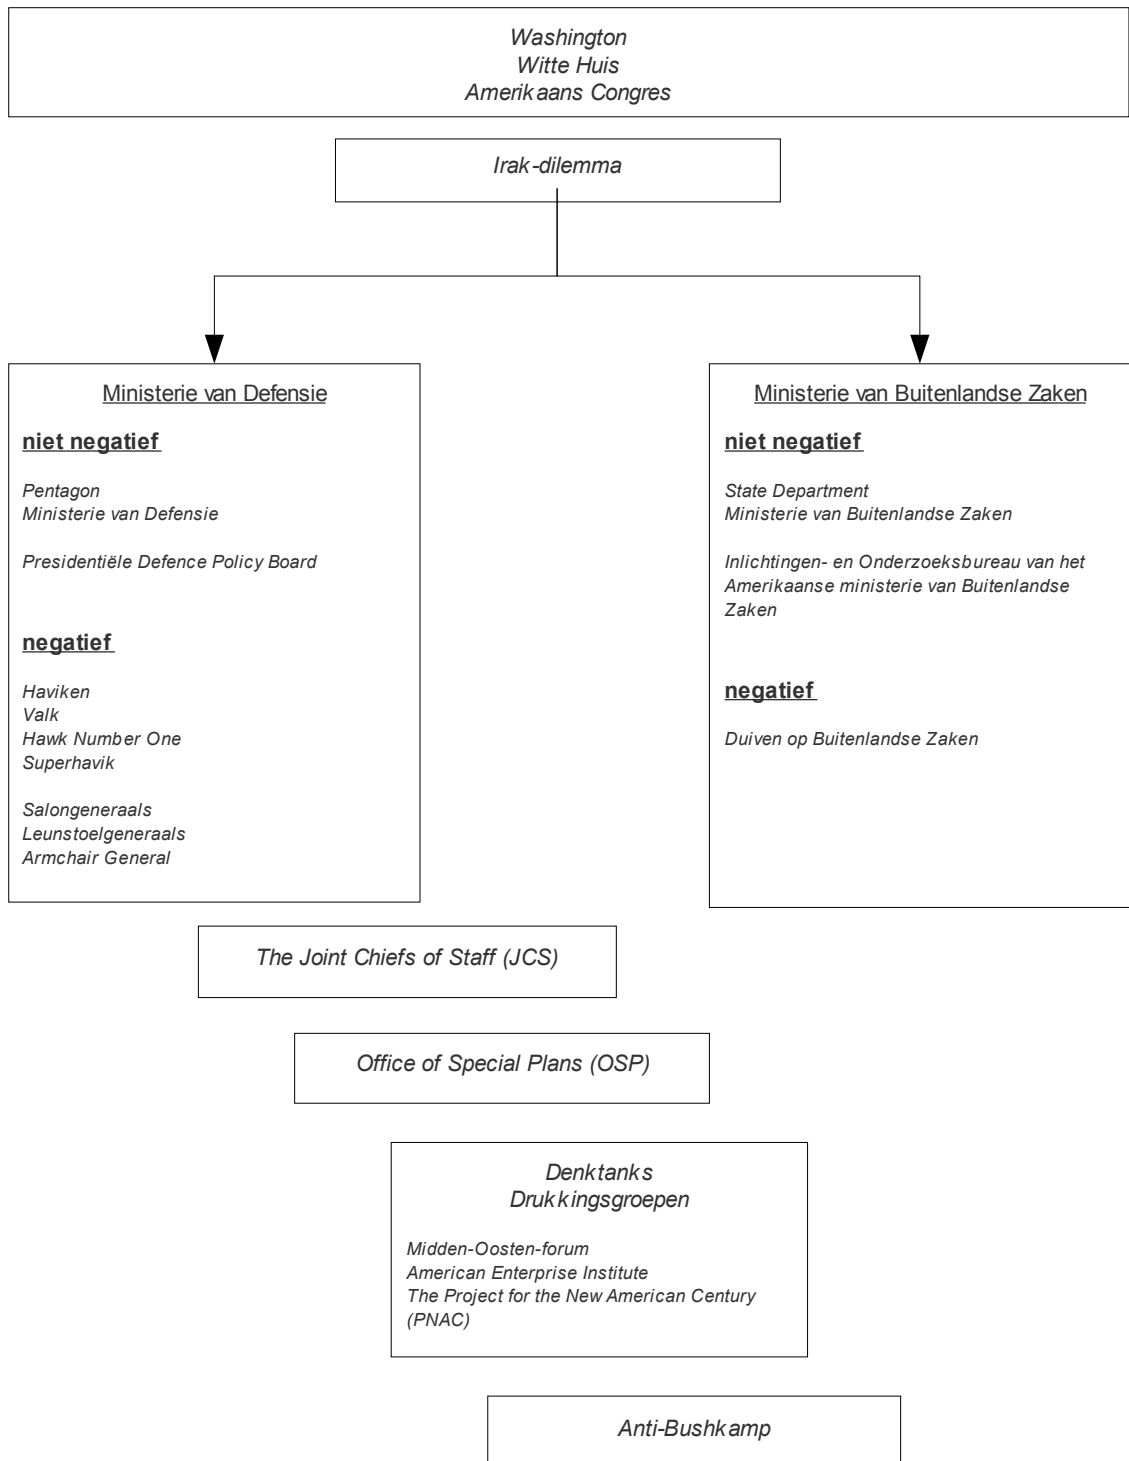 Washington
Witte Huis
Amerikaans Congres
Irak-dilemma
Ministerie van Defensie
niet negatief
Pentagon
Ministerie van Defensie
Presidentiële Defence Policy Board
negatief
Haviken
Valk
Hawk Number One
Superhavik
Salongeneraals
Leunstoelgeneraals
Armchair General
Ministerie van Buitenlandse Zaken
niet negatief
State Department
Ministerie van Buitenlandse Zaken
Inlichtingen- en Onderzoeksbureau van het
Amerikaanse ministerie van Buitenlandse
Zaken
negatief
Duiven op Buitenlandse Zaken
The Joint Chiefs of Staff (JCS)
Office of Special Plans (OSP)
Denktanks
Drukkingsgroepen
Midden-Oosten-forum
American Enterprise Institute
The Project for the New American Century
(PNAC)
Anti-Bushkamp